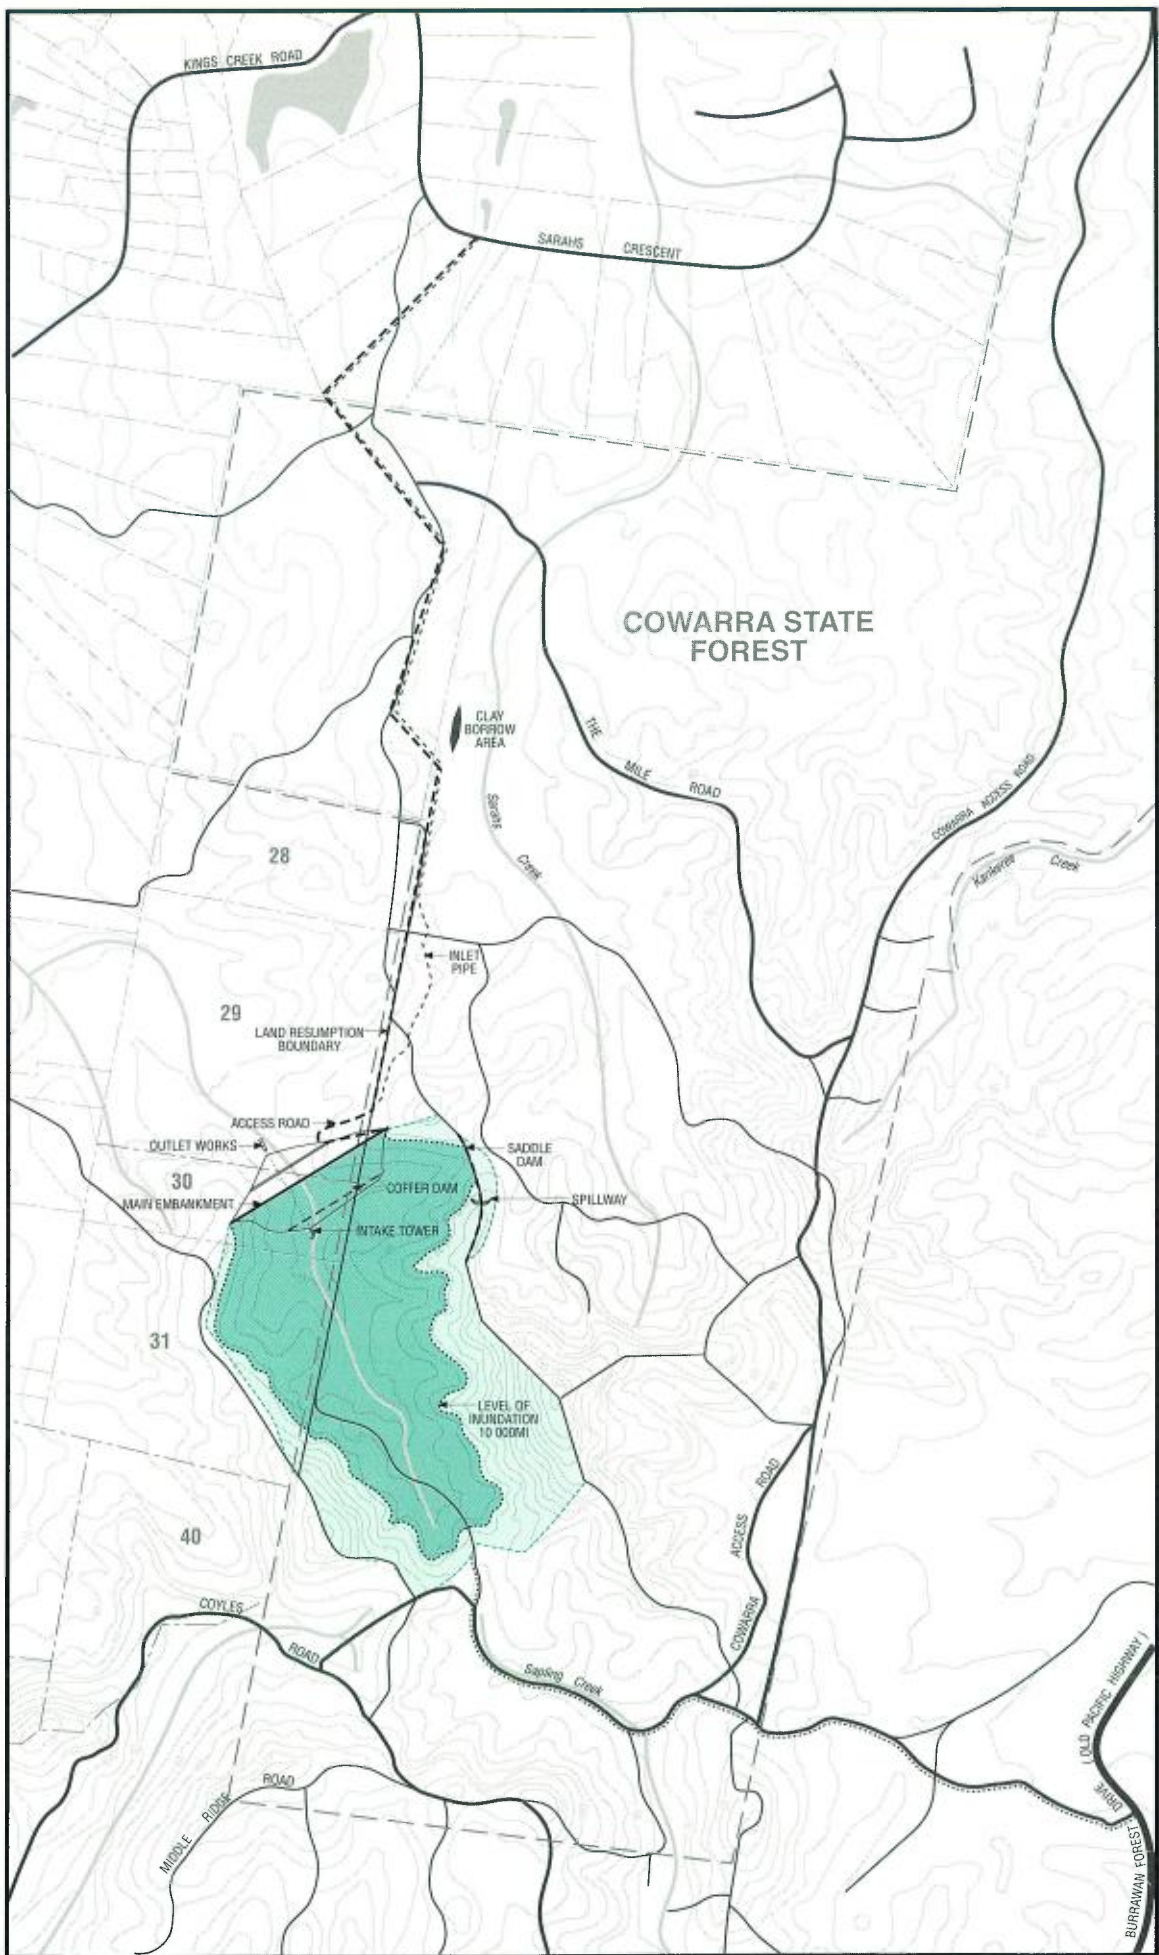 KINGS CREEK ROAD
SARAHS CRESCENT
COWARRA STATE
FOREST
CLAY
BORROW
AREA
THE
MILE ROAD
COWARRA ACCESS ROAD
Sarahs
Creek
Creek
28
INLET
PIPE
29
LAND RESUMPTION
BOUNDARY
ACCESS ROAD
OUTLET WORKS
SADDLE
DAM
30
COFFER DAM
MAIN EMBANKMENT
SPILLWAY
INTAKE TOWER
31
LEVEL OF
INUNDATION
10 000Ml
ACCESS ROAD
COWARRA
40
COYLES
ROAD
Sapling Creek
(OLD PACIFIC HIGHWAY)
DRIVE
BURRAWAN FOREST
ROAD
MIDDLE RIDGE